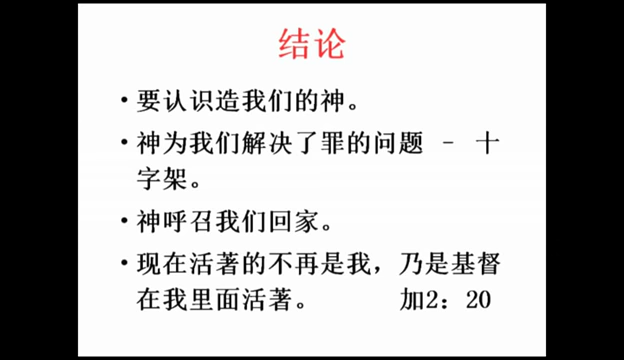 结论
•要认识造我们的神。
•神为我们解决了罪的问题 – 十
字架。
•神呼召我们回家。
•现在活著的不再是我，乃是基督
在我里面活著。 加2：20